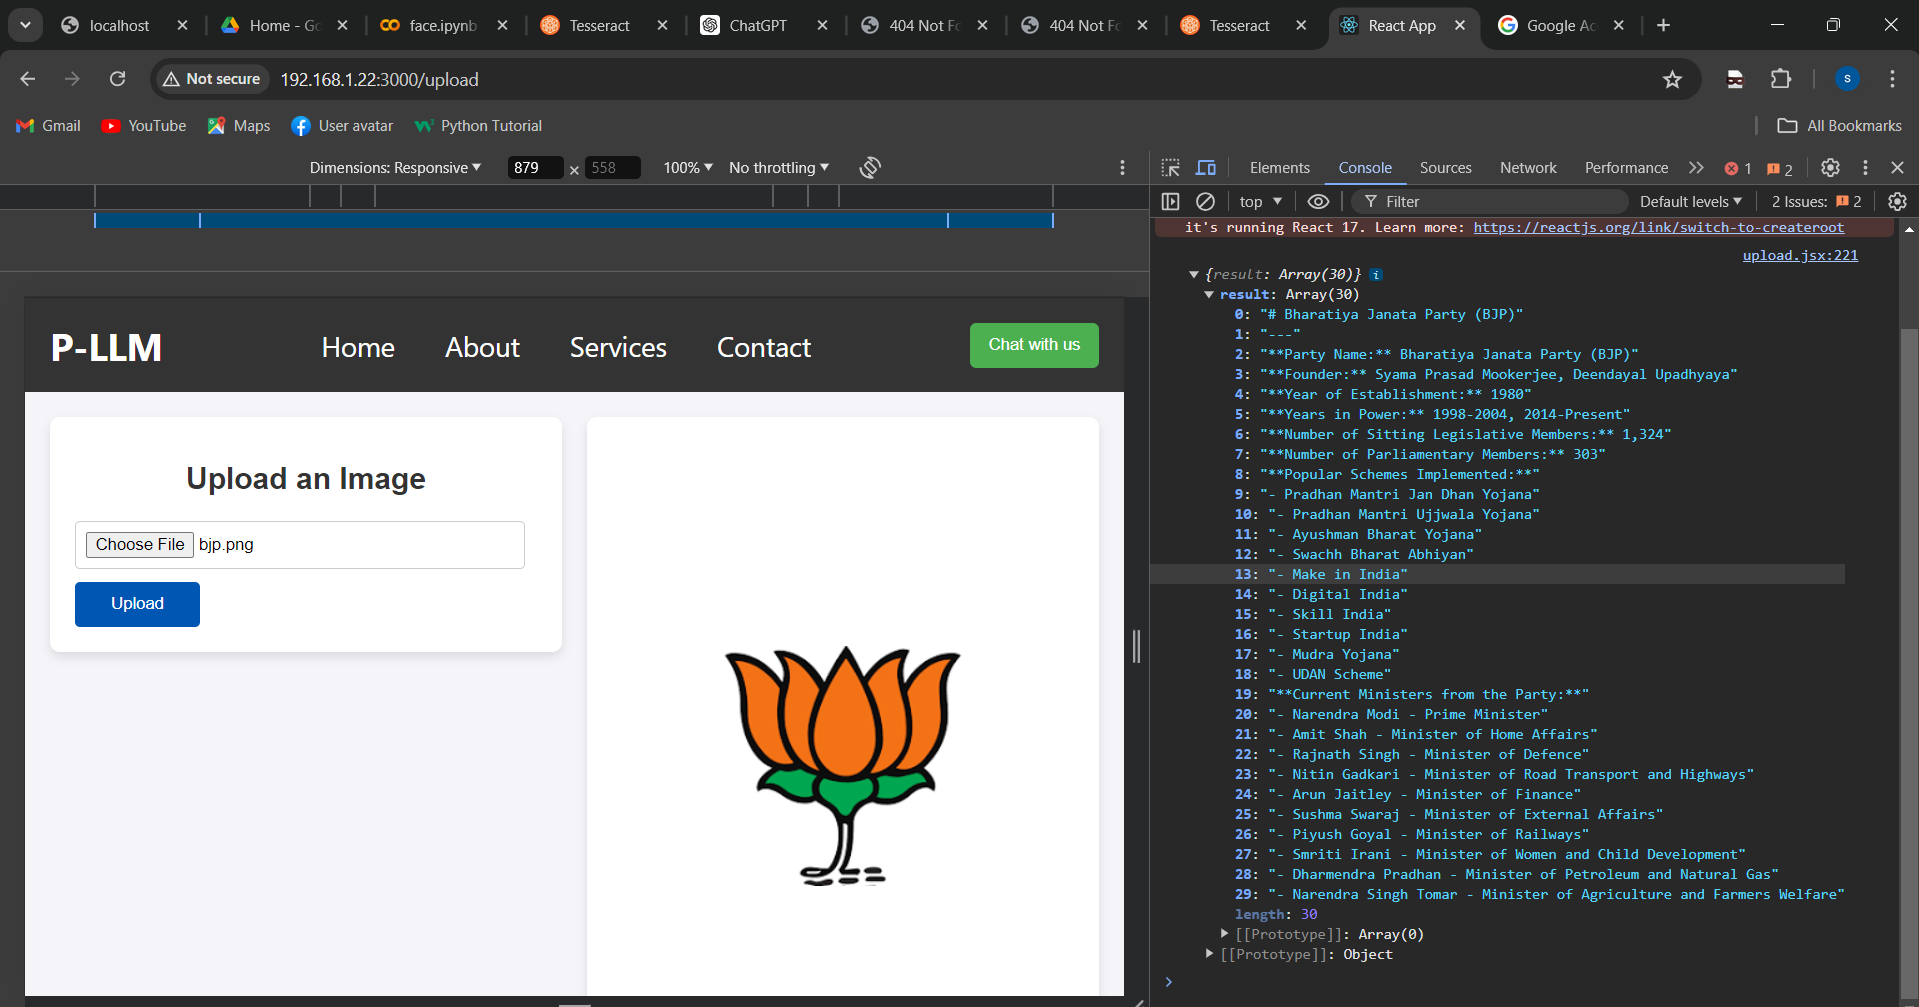 localhost
Home - Go
face.ipynb
Tesseract
ChatGPT
404 Not Fo
404 Not Fo
Tesseract
React App
Google Ac
Not secure
192.168.1.22:3000/upload
S
Gmail
YouTube
Maps
User avatar
Python Tutorial
All Bookmarks
Dimensions: Responsive
879 × 558
100%
No throttling
Elements
Console
Sources
Network
Performance
1
2
top
Filter
Default levels
2 Issues: 2
P-LLM
Home
About
Services
Contact
Chat with us
Upload an Image
Choose File bjp.png
Upload
it's running React 17. Learn more: https://reactjs.org/link/switch-to-createroot
upload.jsx:221
{result: Array(30)} i
result: Array(30)
0: "# Bharatiya Janata Party (BJP)"
1: "---"
2: "**Party Name:** Bharatiya Janata Party (BJP)"
3: "**Founder:** Syama Prasad Mookerjee, Deendayal Upadhyaya"
4: "**Year of Establishment:** 1980"
5: "**Years in Power:** 1998-2004, 2014-Present"
6: "**Number of Sitting Legislative Members:** 1,324"
7: "**Number of Parliamentary Members:** 303"
8: "**Popular Schemes Implemented:**"
9: "- Pradhan Mantri Jan Dhan Yojana"
10: "- Pradhan Mantri Ujjwala Yojana"
11: "- Ayushman Bharat Yojana"
12: "- Swachh Bharat Abhiyan"
13: "- Make in India"
14: "- Digital India"
15: "- Skill India"
16: "- Startup India"
17: "- Mudra Yojana"
18: "- UDAN Scheme"
19: "**Current Ministers from the Party:**"
20: "- Narendra Modi - Prime Minister"
21: "- Amit Shah - Minister of Home Affairs"
22: "- Rajnath Singh - Minister of Defence"
23: "- Nitin Gadkari - Minister of Road Transport and Highways"
24: "- Arun Jaitley - Minister of Finance"
25: "- Sushma Swaraj - Minister of External Affairs"
26: "- Piyush Goyal - Minister of Railways"
27: "- Smriti Irani - Minister of Women and Child Development"
28: "- Dharmendra Pradhan - Minister of Petroleum and Natural Gas"
29: "- Narendra Singh Tomar - Minister of Agriculture and Farmers Welfare"
length: 30
[[Prototype]]: Array(0)
[[Prototype]]: Object